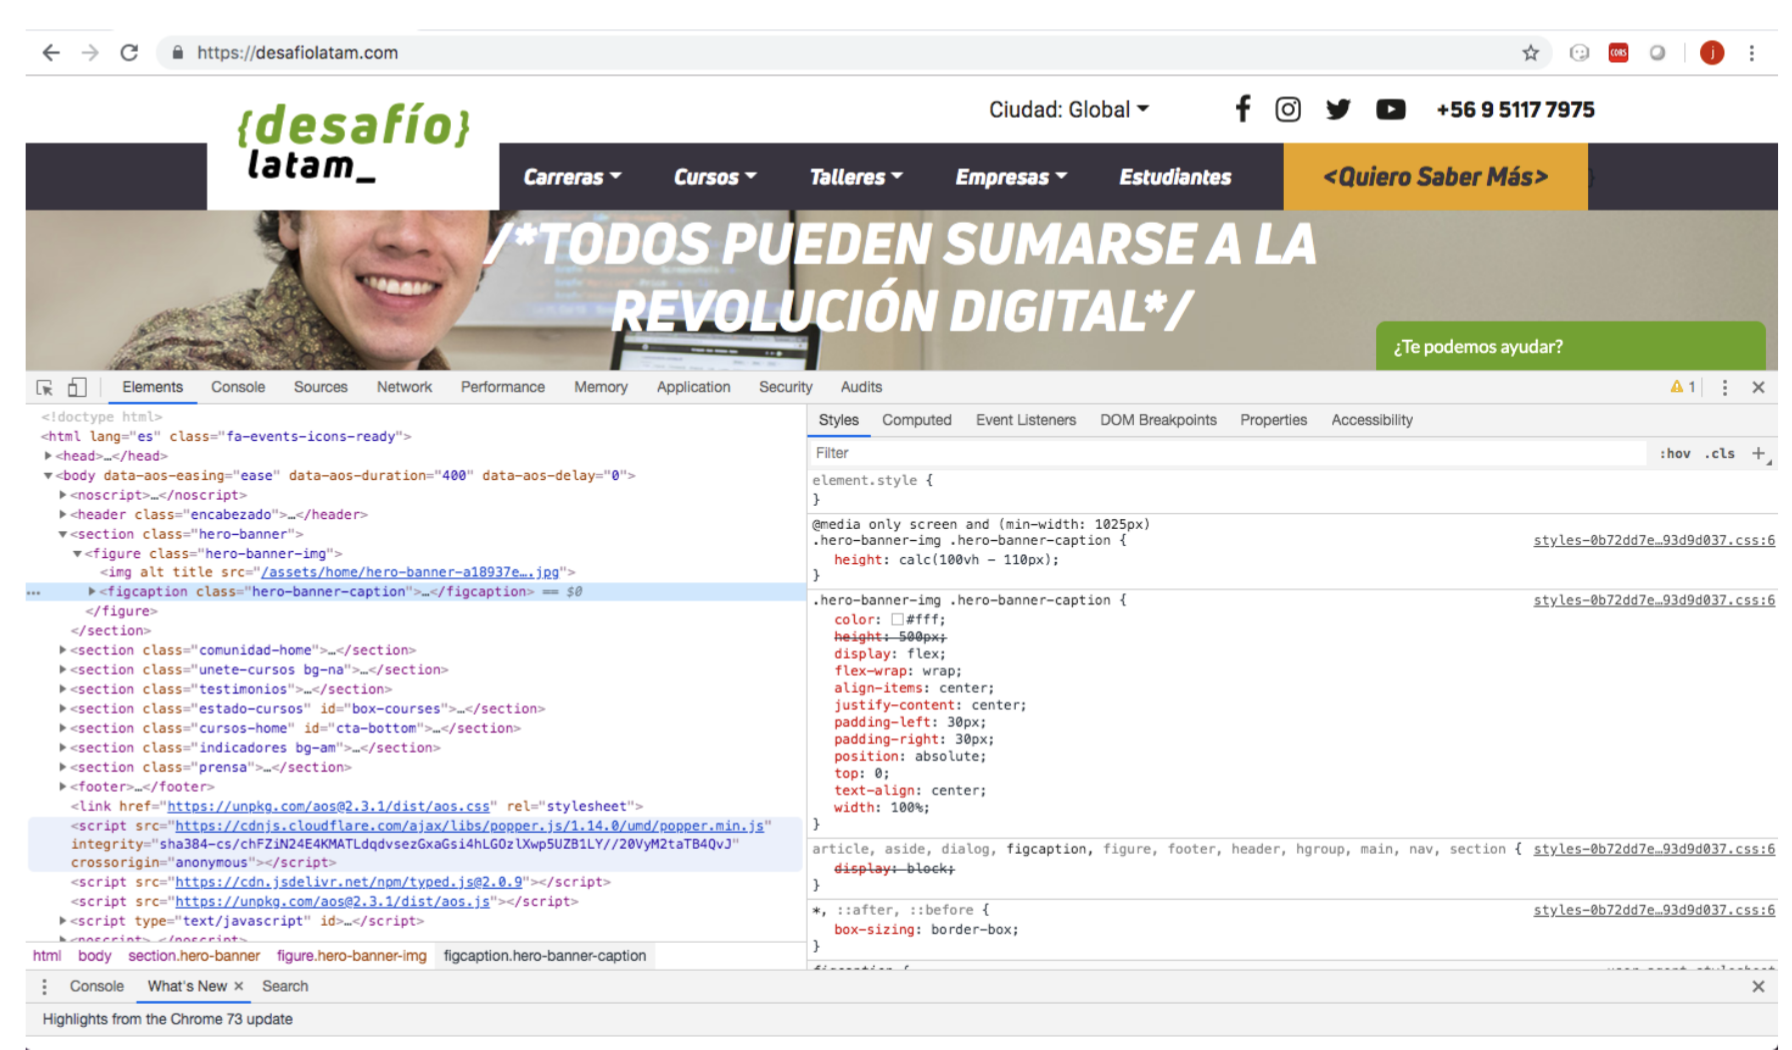 https://desafiolatam.com
CORS
j
{desafío}
latam_
Ciudad: Global
+56 9 5117 7975
Carreras Cursos Talleres Empresas Estudiantes <Quiero Saber Más>
/*TODOS PUEDEN SUMARSE A LA
REVOLUCIÓN DIGITAL*/
¿Te podemos ayudar?
Elements Console Sources Network Performance Memory Application Security Audits 1
<!doctype html>
<html lang="es" class="fa-events-icons-ready">
<head>…</head>
<body data-aos-easing="ease" data-aos-duration="400" data-aos-delay="0">
<noscript>…</noscript>
<header class="encabezado">…</header>
<section class="hero-banner">
<figure class="hero-banner-img">
<img alt title src="/assets/home/hero-banner-a18937e….jpg">
… <figcaption class="hero-banner-caption">…</figcaption> == $0
</figure>
</section>
<section class="comunidad-home">…</section>
<section class="unete-cursos bg-na">…</section>
<section class="testimonios">…</section>
<section class="estado-cursos" id="box-courses">…</section>
<section class="cursos-home" id="cta-bottom">…</section>
<section class="indicadores bg-am">…</section>
<section class="prensa">…</section>
<footer>…</footer>
<link href="https://unpkg.com/aos@2.3.1/dist/aos.css" rel="stylesheet">
<script src="https://cdnjs.cloudflare.com/ajax/libs/popper.js/1.14.0/umd/popper.min.js"
integrity="sha384-cs/chFZiN24E4KMATLdqdvsezGxaGsi4hLGOzlXwp5UZB1LY//20VyM2taTB4QvJ"
crossorigin="anonymous"></script>
<script src="https://cdn.jsdelivr.net/npm/typed.js@2.0.9"></script>
<script src="https://unpkg.com/aos@2.3.1/dist/aos.js"></script>
<script type="text/javascript" id>…</script>
<noscript>…</noscript>
html body section.hero-banner figure.hero-banner-img figcaption.hero-banner-caption
Styles Computed Event Listeners DOM Breakpoints Properties Accessibility
Filter :hov .cls +
element.style {
}
@media only screen and (min-width: 1025px)
.hero-banner-img .hero-banner-caption { styles-0b72dd7e…93d9d037.css:6
height: calc(100vh - 110px);
}
.hero-banner-img .hero-banner-caption { styles-0b72dd7e…93d9d037.css:6
color: #fff;
height: 500px;
display: flex;
flex-wrap: wrap;
align-items: center;
justify-content: center;
padding-left: 30px;
padding-right: 30px;
position: absolute;
top: 0;
text-align: center;
width: 100%;
}
article, aside, dialog, figcaption, figure, footer, header, hgroup, main, nav, section { styles-0b72dd7e…93d9d037.css:6
display: block;
}
*, ::after, ::before { styles-0b72dd7e…93d9d037.css:6
box-sizing: border-box;
}
figcaption { user agent stylesheet
Console What's New × Search
Highlights from the Chrome 73 update